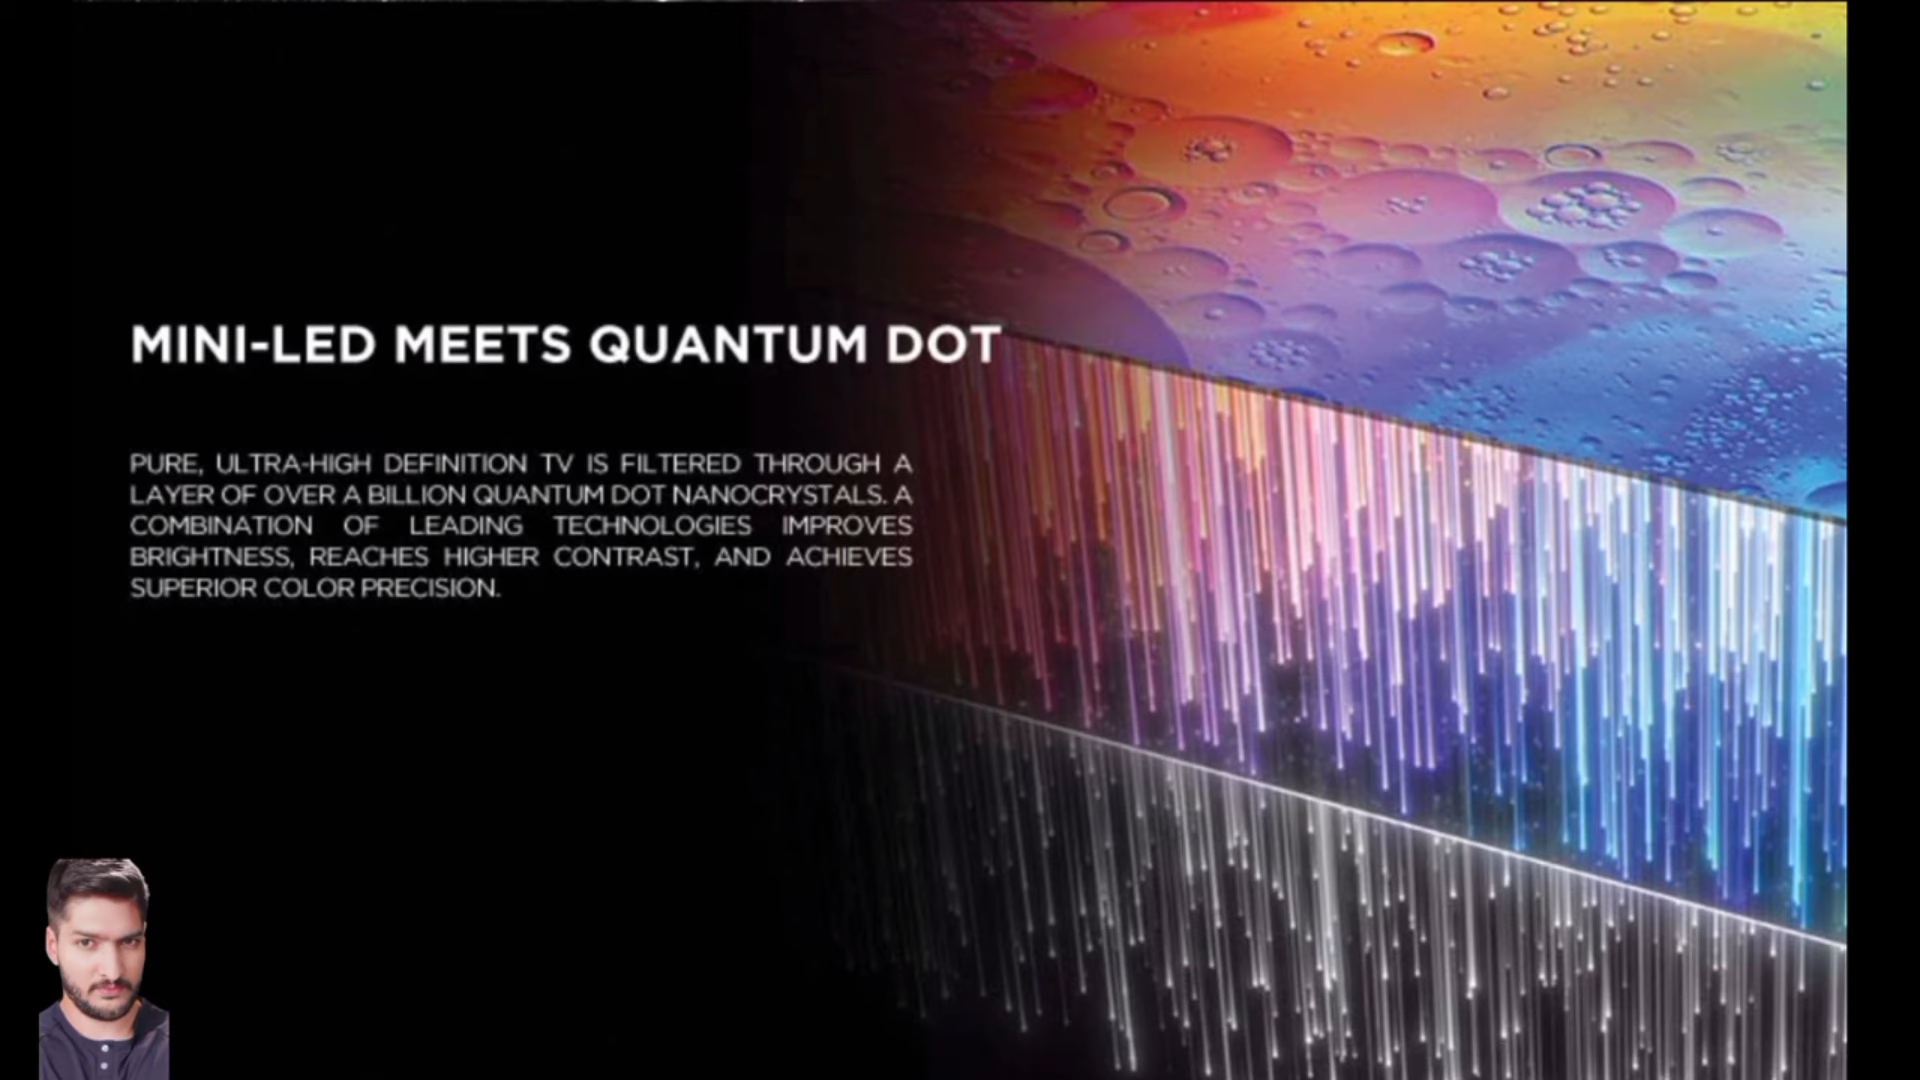 MINI-LED MEETS QUANTUM DOT
PURE, ULTRA-HIGH DEFINITION TV IS FILTERED THROUGH A
LAYER OF OVER A BILLION QUANTUM DOT NANOCRYSTALS. A
COMBINATION OF LEADING TECHNOLOGIES IMPROVES
BRIGHTNESS, REACHES HIGHER CONTRAST, AND ACHIEVES
SUPERIOR COLOR PRECISION.